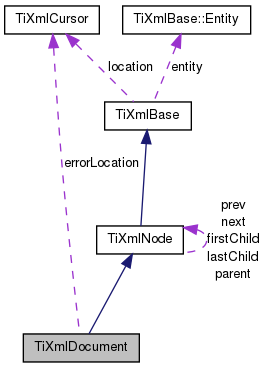 TiXmlCursor
TiXmlBase::Entity
location
entity
TiXmlBase
errorLocation
prev
next
firstChild
lastChild
parent
TiXmlNode
TiXmlDocument